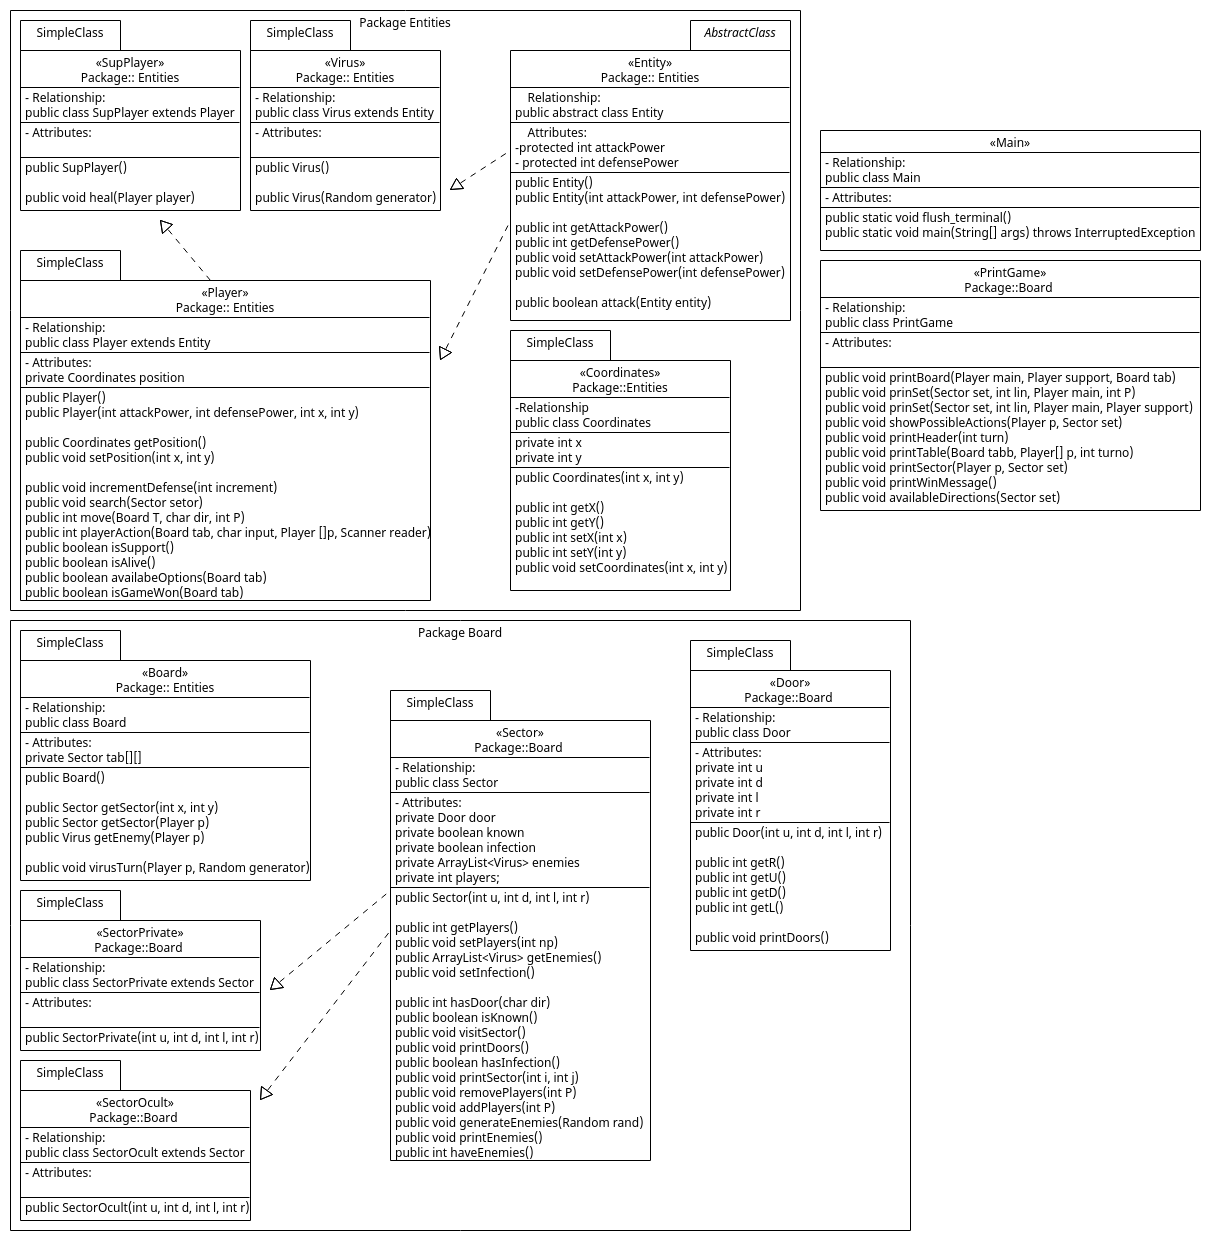 Package Entities
SimpleClass
«SupPlayer»
Package:: Entities
- Relationship:
public class SupPlayer extends Player
- Attributes:
public SupPlayer()
public void heal(Player player)
SimpleClass
«Virus»
Package:: Entities
- Relationship:
public class Virus extends Entity
- Attributes:
public Virus()
public Virus(Random generator)
AbstractClass
«Entity»
Package:: Entities
Relationship:
public abstract class Entity
Attributes:
-protected int attackPower
- protected int defensePower
public Entity()
public Entity(int attackPower, int defensePower)
public int getAttackPower()
public int getDefensePower()
public void setAttackPower(int attackPower)
public void setDefensePower(int defensePower)
public boolean attack(Entity entity)
SimpleClass
«Player»
Package:: Entities
- Relationship:
public class Player extends Entity
- Attributes:
private Coordinates position
public Player()
public Player(int attackPower, int defensePower, int x, int y)
public Coordinates getPosition()
public void setPosition(int x, int y)
public void incrementDefense(int increment)
public void search(Sector setor)
public int move(Board T, char dir, int P)
public int playerAction(Board tab, char input, Player []p, Scanner reader)
public boolean isSupport()
public boolean isAlive()
public boolean availabeOptions(Board tab)
public boolean isGameWon(Board tab)
SimpleClass
«Coordinates»
Package::Entities
-Relationship
public class Coordinates
private int x
private int y
public Coordinates(int x, int y)
public int getX()
public int getY()
public int setX(int x)
public int setY(int y)
public void setCoordinates(int x, int y)
«Main»
- Relationship:
public class Main
- Attributes:
public static void flush_terminal()
public static void main(String[] args) throws InterruptedException
«PrintGame»
Package::Board
- Relationship:
public class PrintGame
- Attributes:
public void printBoard(Player main, Player support, Board tab)
public void prinSet(Sector set, int lin, Player main, int P)
public void prinSet(Sector set, int lin, Player main, Player support)
public void showPossibleActions(Player p, Sector set)
public void printHeader(int turn)
public void printTable(Board tabb, Player[] p, int turno)
public void printSector(Player p, Sector set)
public void printWinMessage()
public void availableDirections(Sector set)
Package Board
SimpleClass
«Board»
Package:: Entities
- Relationship:
public class Board
- Attributes:
private Sector tab[][]
public Board()
public Sector getSector(int x, int y)
public Sector getSector(Player p)
public Virus getEnemy(Player p)
public void virusTurn(Player p, Random generator)
SimpleClass
«SectorPrivate»
Package::Board
- Relationship:
public class SectorPrivate extends Sector
- Attributes:
public SectorPrivate(int u, int d, int l, int r)
SimpleClass
«SectorOcult»
Package::Board
- Relationship:
public class SectorOcult extends Sector
- Attributes:
public SectorOcult(int u, int d, int l, int r)
SimpleClass
«Sector»
Package::Board
- Relationship:
public class Sector
- Attributes:
private Door door
private boolean known
private boolean infection
private ArrayList<Virus> enemies
private int players;
public Sector(int u, int d, int l, int r)
public int getPlayers()
public void setPlayers(int np)
public ArrayList<Virus> getEnemies()
public void setInfection()
public int hasDoor(char dir)
public boolean isKnown()
public void visitSector()
public void printDoors()
public boolean hasInfection()
public void printSector(int i, int j)
public void removePlayers(int P)
public void addPlayers(int P)
public void generateEnemies(Random rand)
public void printEnemies()
public int haveEnemies()
SimpleClass
«Door»
Package::Board
- Relationship:
public class Door
- Attributes:
private int u
private int d
private int l
private int r
public Door(int u, int d, int l, int r)
public int getR()
public int getU()
public int getD()
public int getL()
public void printDoors()